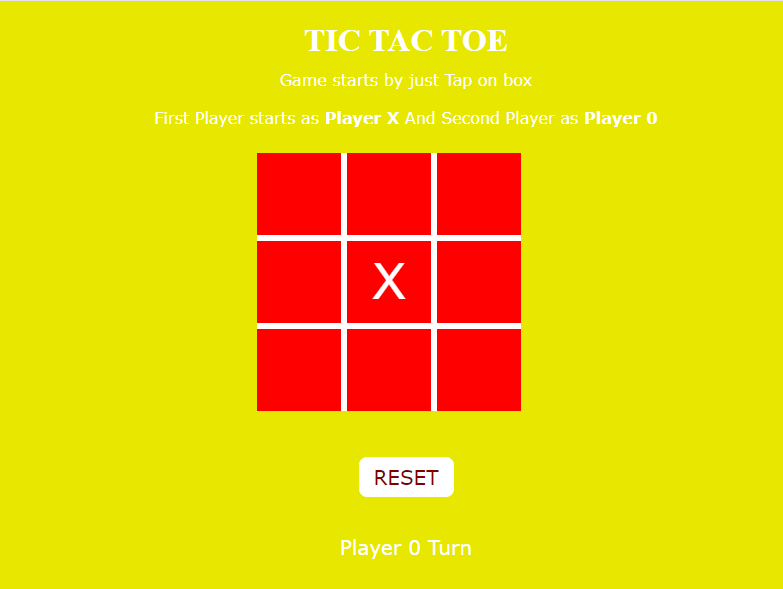 TIC TAC TOE
Game starts by just Tap on box
First Player starts as Player X And Second Player as Player 0
X
RESET
Player 0 Turn